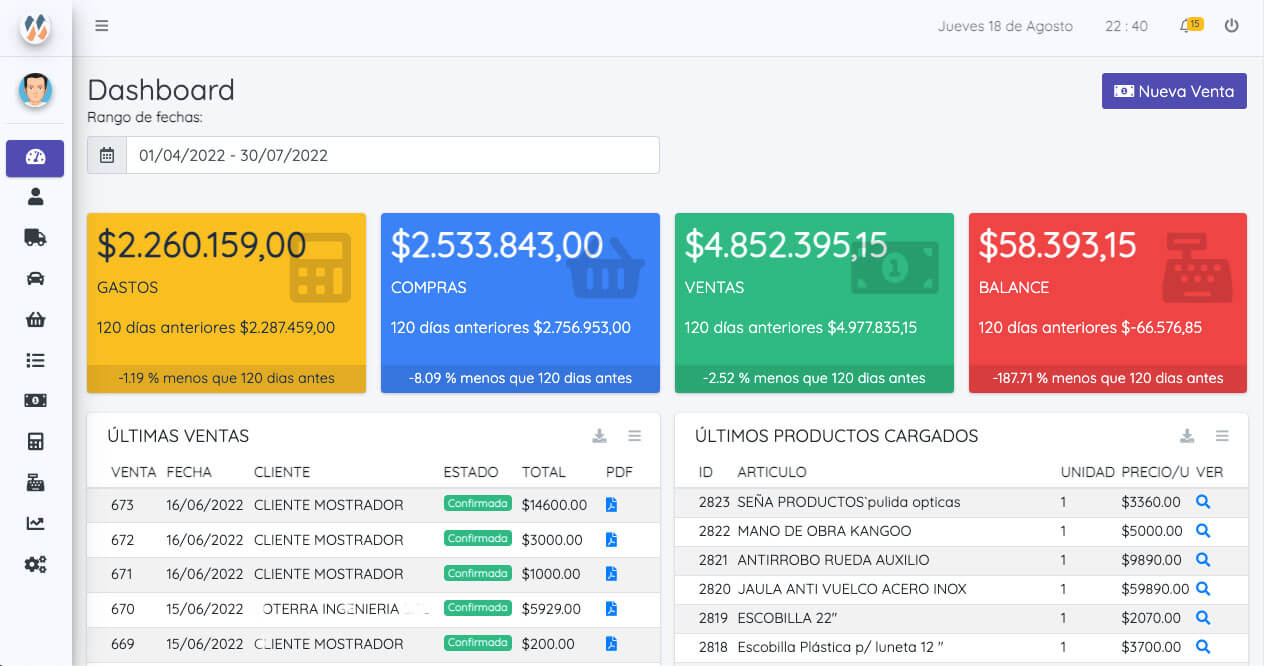 Jueves 18 de Agosto 22 : 40 15
Dashboard
Nueva Venta
Rango de fechas:
01/04/2022 - 30/07/2022
$2.260.159,00
GASTOS
120 días anteriores $2.287.459,00
-1.19 % menos que 120 dias antes
$2.533.843,00
COMPRAS
120 días anteriores $2.756.953,00
-8.09 % menos que 120 dias antes
$4.852.395,15
VENTAS
120 días anteriores $4.977.835,15
-2.52 % menos que 120 dias antes
$58.393,15
BALANCE
120 días anteriores $-66.576,85
-187.71 % menos que 120 dias antes
ÚLTIMAS VENTAS
VENTA FECHA CLIENTE ESTADO TOTAL PDF
673 16/06/2022 CLIENTE MOSTRADOR Confirmada $14600.00
672 16/06/2022 CLIENTE MOSTRADOR Confirmada $3000.00
671 16/06/2022 CLIENTE MOSTRADOR Confirmada $1000.00
670 15/06/2022 OTERRA INGENIERIA Confirmada $5929.00
669 15/06/2022 CLIENTE MOSTRADOR Confirmada $200.00
ÚLTIMOS PRODUCTOS CARGADOS
ID ARTICULO UNIDAD PRECIO/U VER
2823 SEÑA PRODUCTOS`pulida opticas 1 $3360.00
2822 MANO DE OBRA KANGOO 1 $5000.00
2821 ANTIRROBO RUEDA AUXILIO 1 $9890.00
2820 JAULA ANTI VUELCO ACERO INOX 1 $59890.00
2819 ESCOBILLA 22" 1 $2070.00
2818 Escobilla Plástica p/ luneta 12 " 1 $3700.00